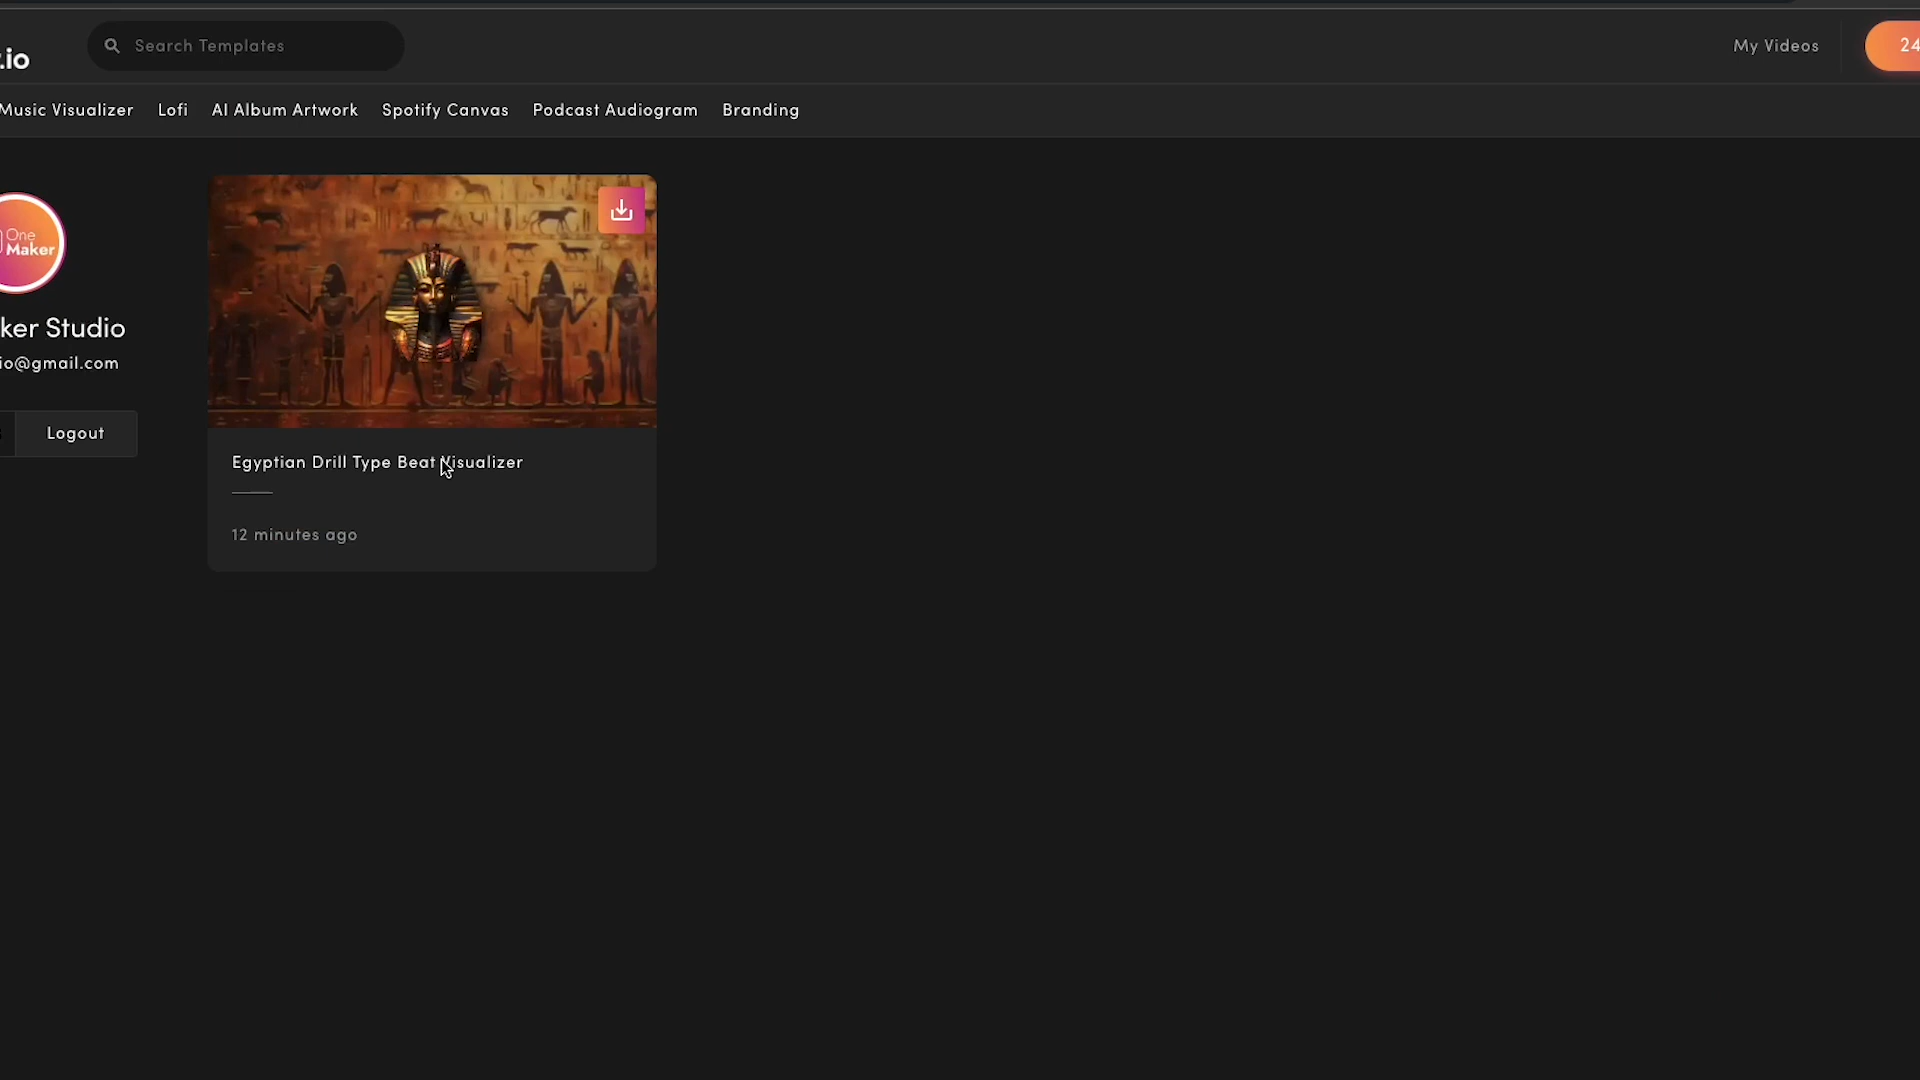 .io
Search Templates
My Videos
24
Music Visualizer Lofi AI Album Artwork Spotify Canvas Podcast Audiogram Branding
One
Maker
ker Studio
io@gmail.com
Logout
Egyptian Drill Type Beat Visualizer
12 minutes ago